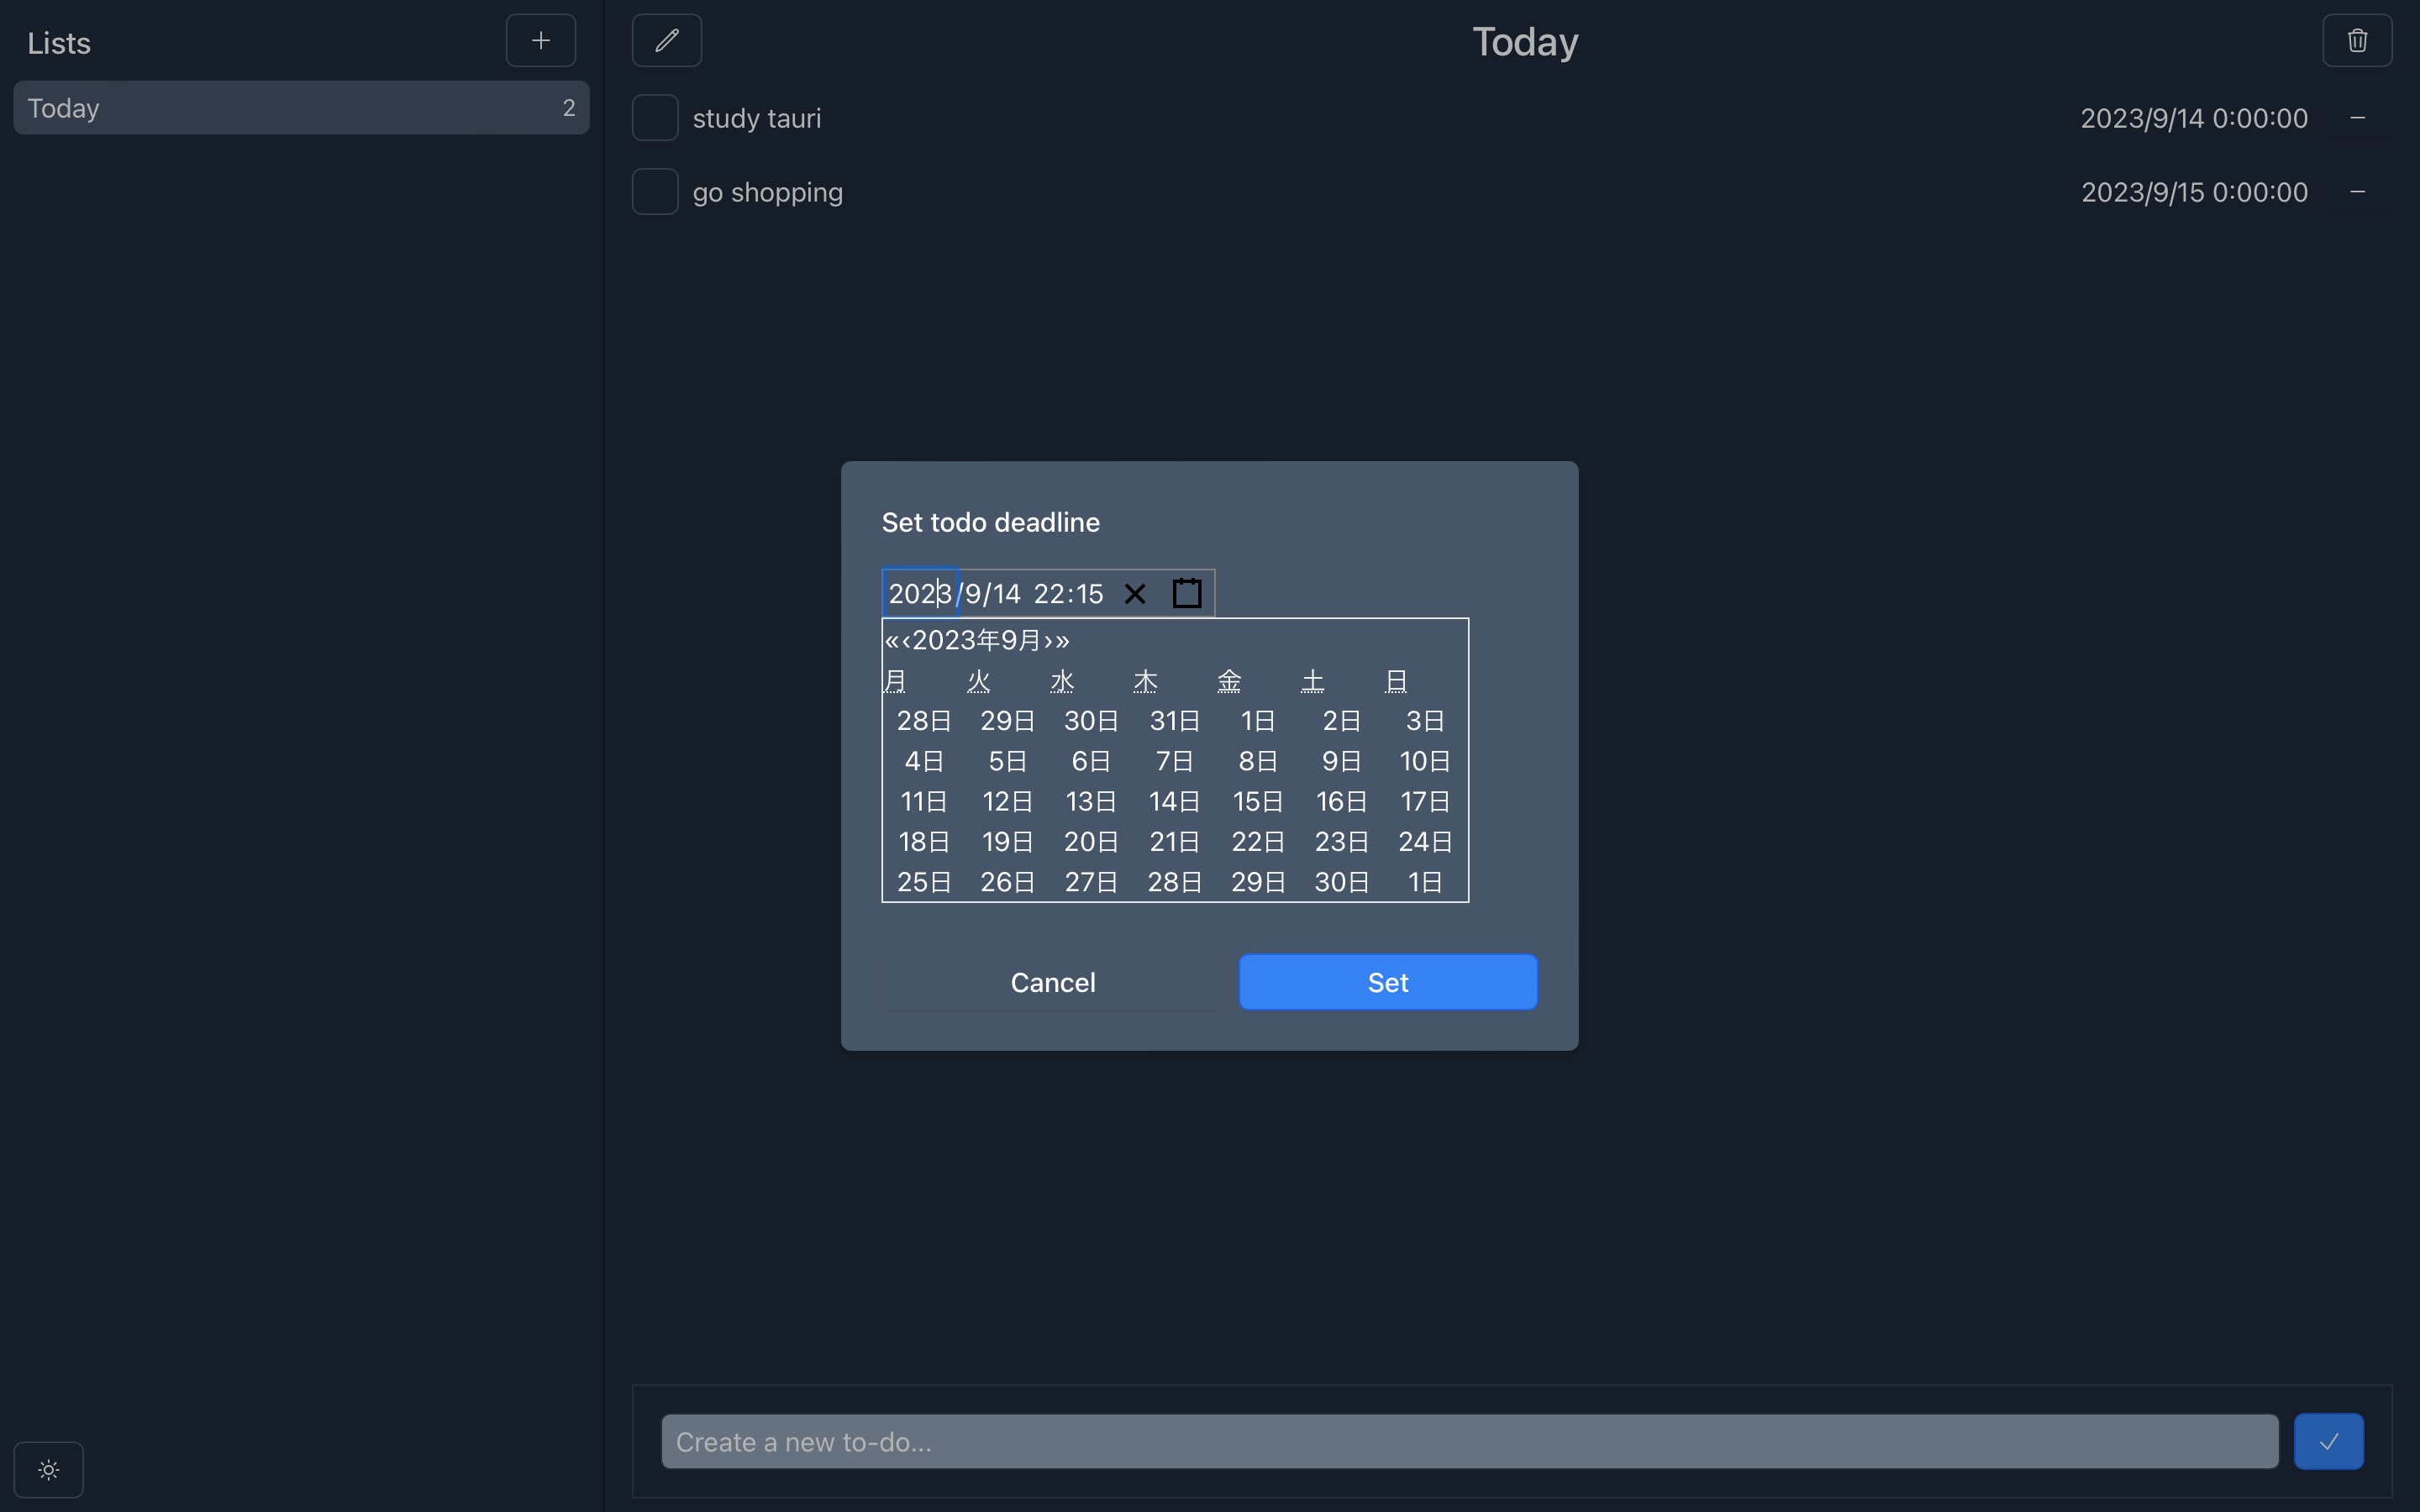 Lists
Today 2
Today
study tauri 2023/9/14 0:00:00
go shopping 2023/9/15 0:00:00
Set todo deadline
2023/9/14 22:15
«‹2023年9月›»
月 火 水 木 金 土 日
28日 29日 30日 31日 1日 2日 3日
4日 5日 6日 7日 8日 9日 10日
11日 12日 13日 14日 15日 16日 17日
18日 19日 20日 21日 22日 23日 24日
25日 26日 27日 28日 29日 30日 1日
Cancel Set
Create a new to-do...